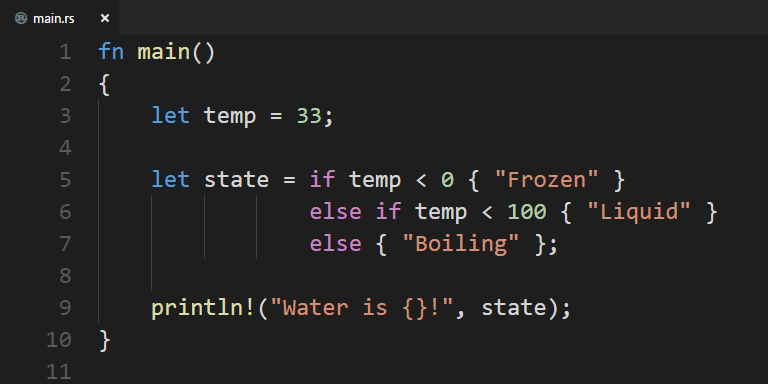 main.rs ×
1 fn main()
2 {
3     let temp = 33;
4
5     let state = if temp < 0 { "Frozen" }
6                 else if temp < 100 { "Liquid" }
7                 else { "Boiling" };
8
9     println!("Water is {}!", state);
10 }
11